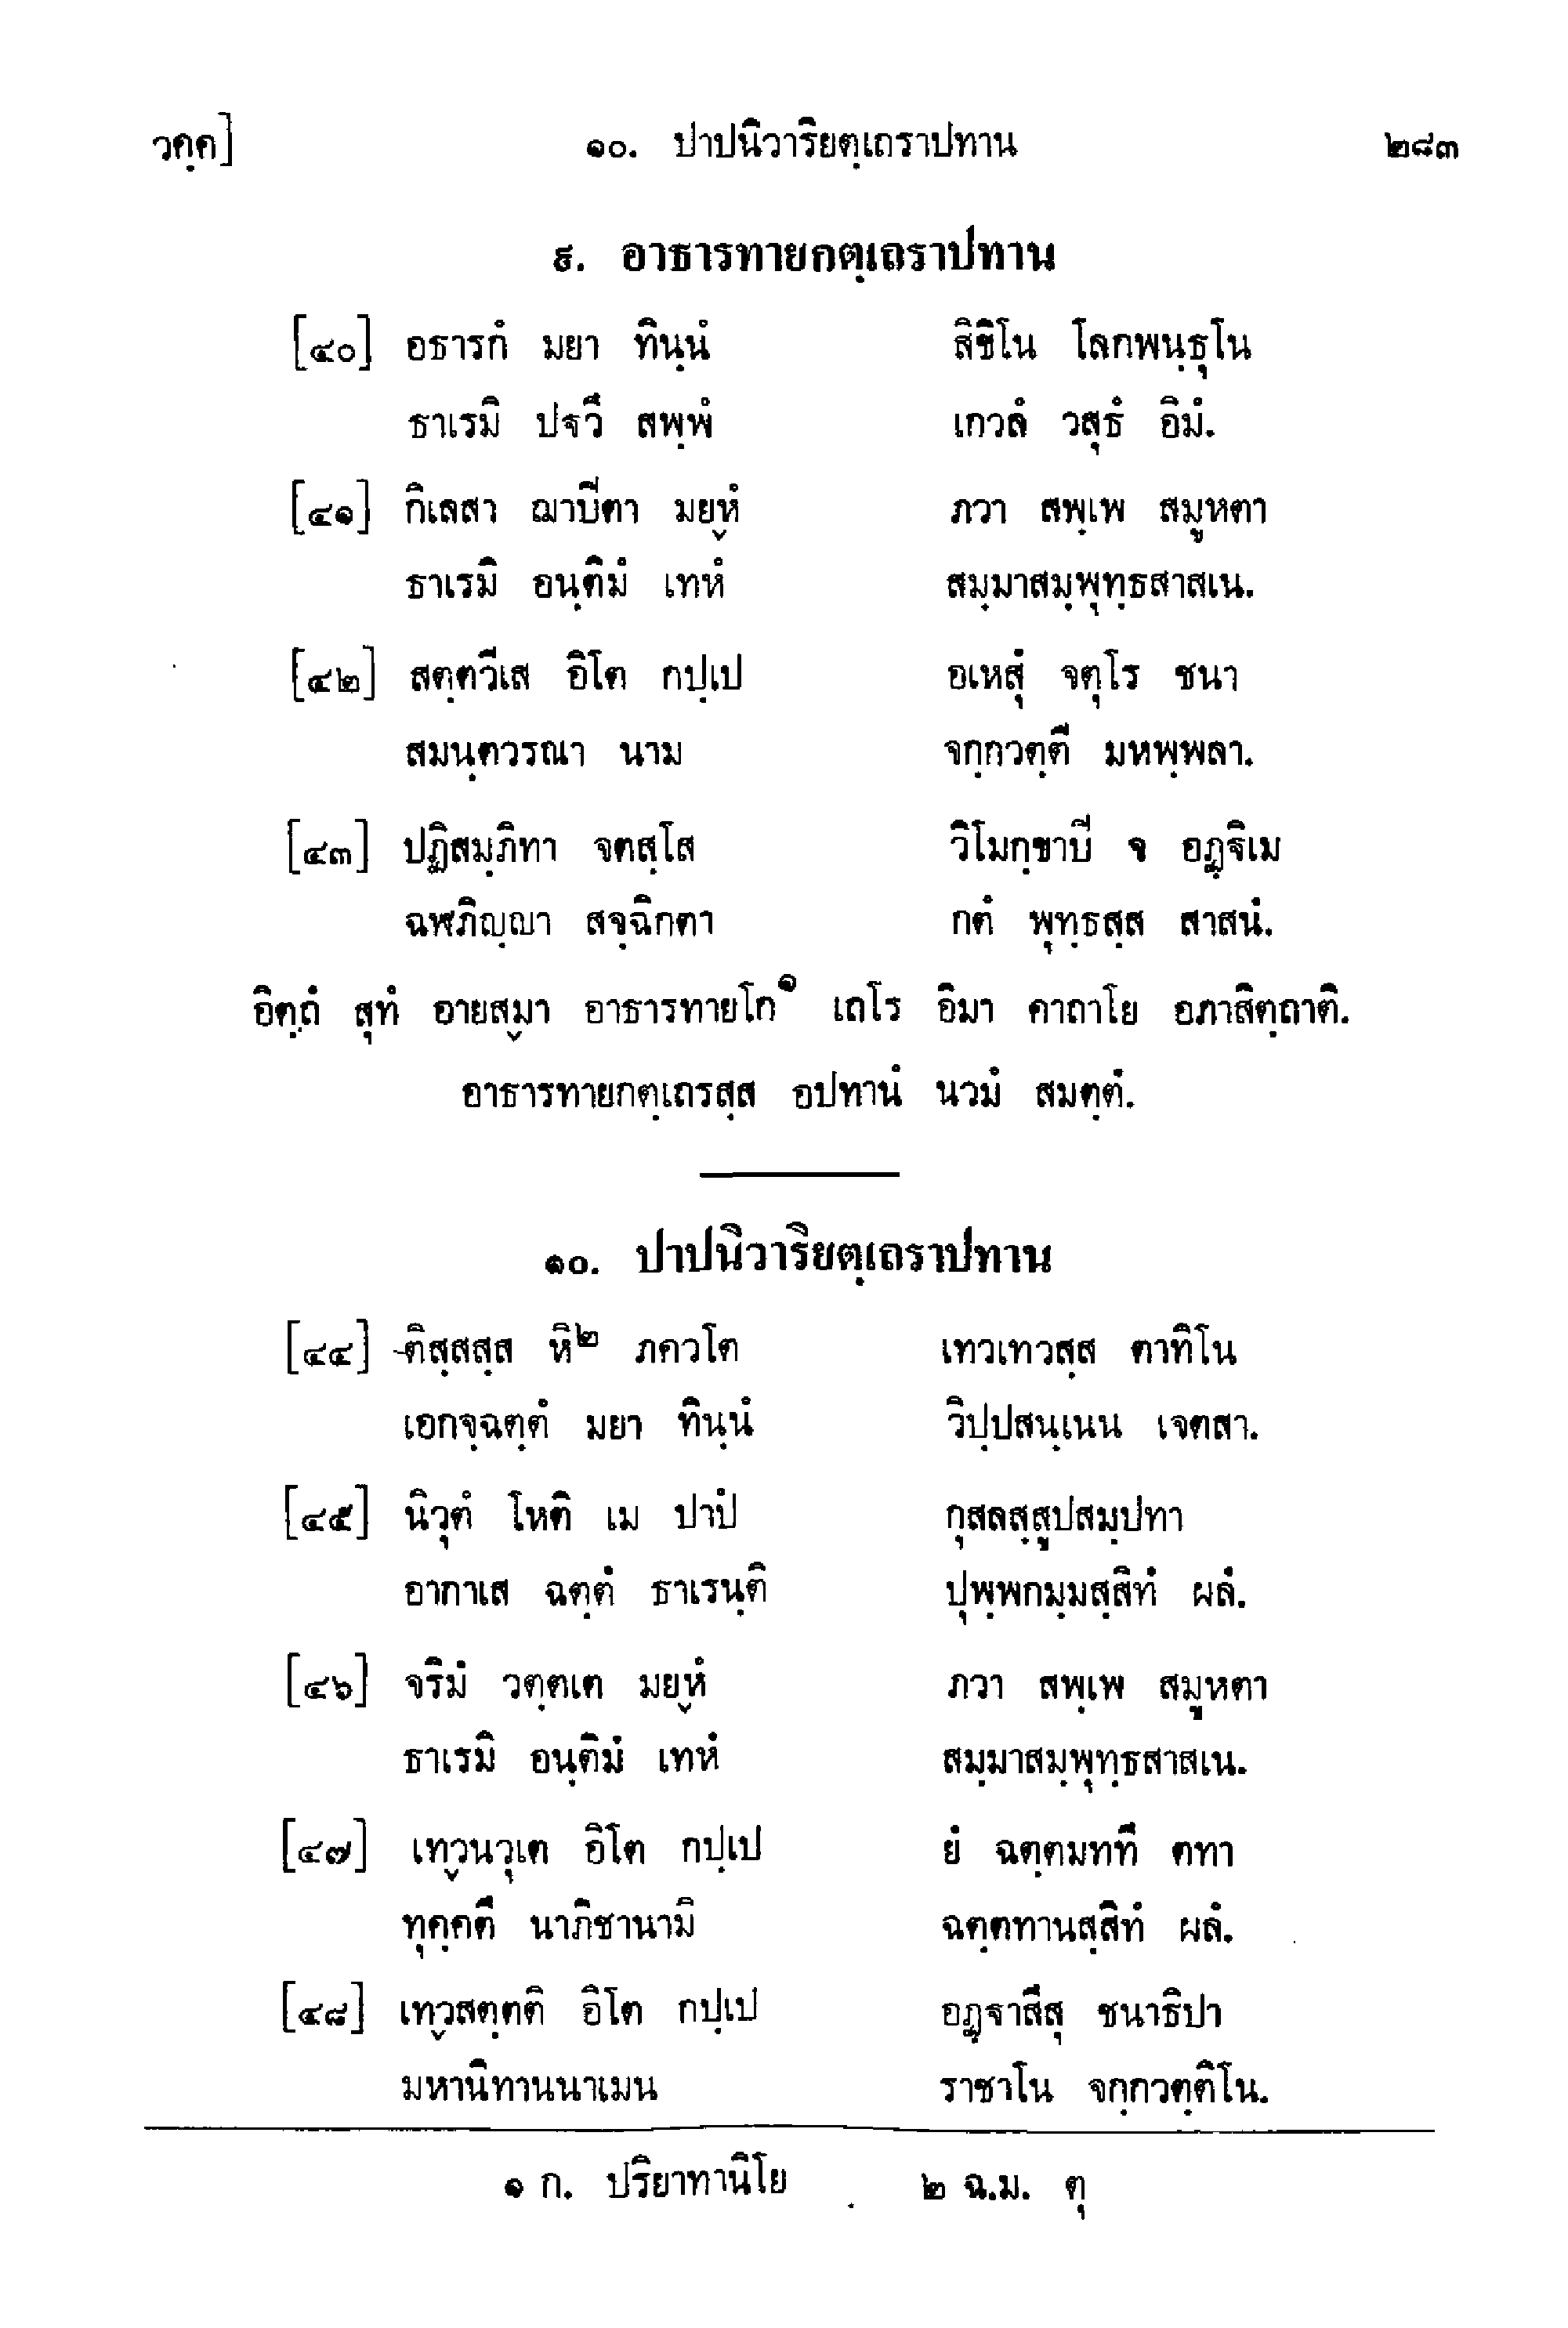 วคฺค] ๑๐. ปาปนิวาริยตฺเถราปทาน ๒๘๓
๙. อาธารทายกตฺเถราปทาน
[๔๐] อธารกํ มยา ทินฺนํ สิขิโน โลกพนฺธุโน
ธาเรมิ ปฐวึ สพฺพํ เกวลํ วสุธํ อิมํ.
[๔๑] กิเลสา ฌาปิตา มยฺหํ ภวา สพฺเพ สมูหตา
ธาเรมิ อนฺติมํ เทหํ สมฺมาสมฺพุทฺธสาสเน.
[๔๒] สตฺตวีเส อิโต กปฺเป อเหสุํ จตุโร ชนา
สมนฺตวรณา นาม จกฺกวตฺตี มหพฺพลา.
[๔๓] ปฏิสมฺภิทา จตสฺโส วิโมกฺขาปิ จ อฏฺฐิเม
ฉฬภิญฺญา สจฺฉิกตา กตํ พุทฺธสฺส สาสนํ.
อิตฺถํ สุทํ อายสฺมา อาธารทายโก๑ เถโร อิมา คาถาโย อภาสิตฺถาติ.
อาธารทายกตฺเถรสฺส อปทานํ นวมํ สมตฺตํ.
๑๐. ปาปนิวาริยตฺเถราปทาน
[๔๔] ติสฺสสฺส หิ๒ ภควโต เทวเทวสฺส ตาทิโน
เอกจฺฉตฺตํ มยา ทินฺนํ วิปฺปสนฺเนน เจตสา.
[๔๕] นิวุตํ โหติ เม ปาปํ กุสลสฺสูปสมฺปทา
อากาเส ฉตฺตํ ธาเรนฺติ ปุพฺพกมฺมสฺสิทํ ผลํ.
[๔๖] จริมํ วตฺตเต มยฺหํ ภวา สพฺเพ สมูหตา
ธาเรมิ อนฺติมํ เทหํ สมฺมาสมฺพุทฺธสาสเน.
[๔๗] เทฺวนวุเต อิโต กปฺเป ยํ ฉตฺตมททึ ตทา
ทุคฺคตึ นาภิชานามิ ฉตฺตทานสฺสิทํ ผลํ.
[๔๘] เทฺวสตฺตติ อิโต กปฺเป อฏฺฐาสึสุ ชนาธิปา
มหานิทานนาเมน ราชาโน จกฺกวตฺติโน.
๑ ก. ปริยาทานิโย ๒ ฉ.ม. ตุ